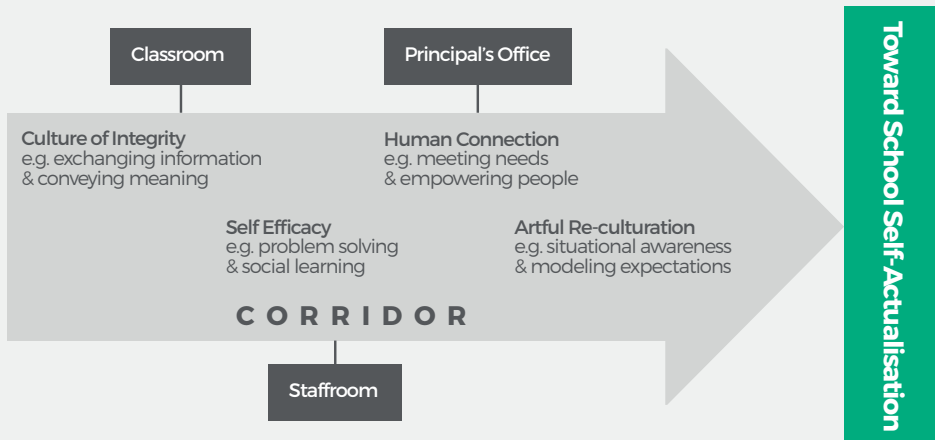 Classroom
Principal's Office
Culture of Integrity
e.g. exchanging information
& conveying meaning
Human Connection
e.g. meeting needs
& empowering people
Self Efficacy
e.g. problem solving
& social learning
Artful Re-culturation
e.g. situational awareness
& modeling expectations
CORRIDOR
Staffroom
Toward School Self-Actualisation